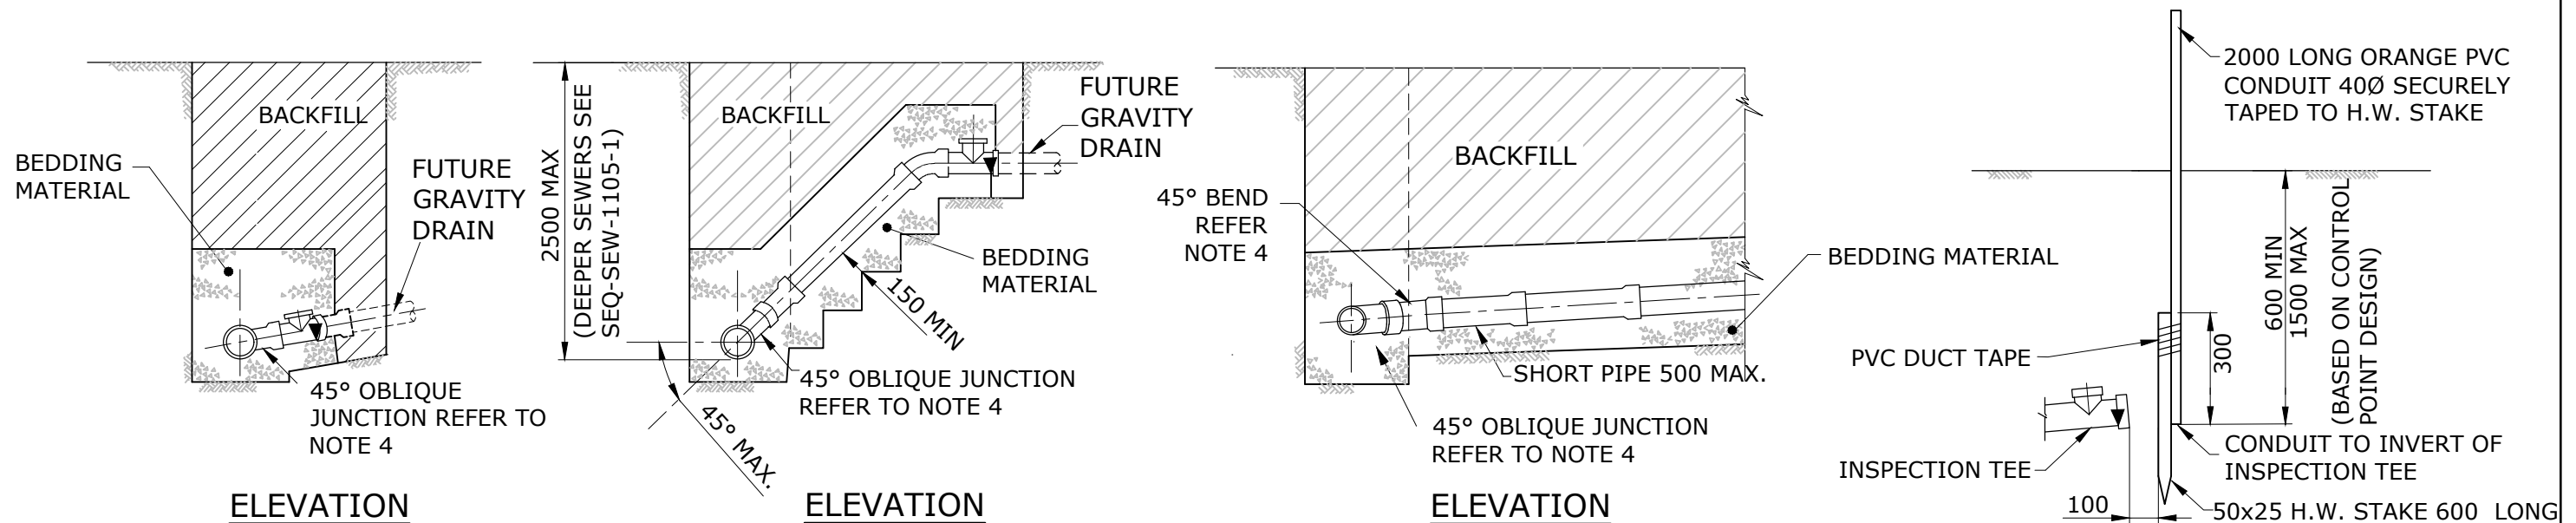 BACKFILL
BEDDING
MATERIAL
FUTURE
GRAVITY
DRAIN
45° OBLIQUE
JUNCTION REFER TO
NOTE 4
ELEVATION
2500 MAX
(DEEPER SEWERS SEE
SEQ-SEW-1105-1)
BACKFILL
FUTURE
GRAVITY
DRAIN
BEDDING
MATERIAL
150 MIN
45° OBLIQUE JUNCTION
REFER TO NOTE 4
45° MAX.
ELEVATION
BACKFILL
45° BEND
REFER
NOTE 4
BEDDING MATERIAL
SHORT PIPE 500 MAX.
45° OBLIQUE JUNCTION
REFER TO NOTE 4
ELEVATION
2000 LONG ORANGE PVC
CONDUIT 40Ø SECURELY
TAPED TO H.W. STAKE
600 MIN
1500 MAX
(BASED ON CONTROL
POINT DESIGN)
PVC DUCT TAPE
300
INSPECTION TEE
CONDUIT TO INVERT OF
INSPECTION TEE
100
50x25 H.W. STAKE 600 LONG